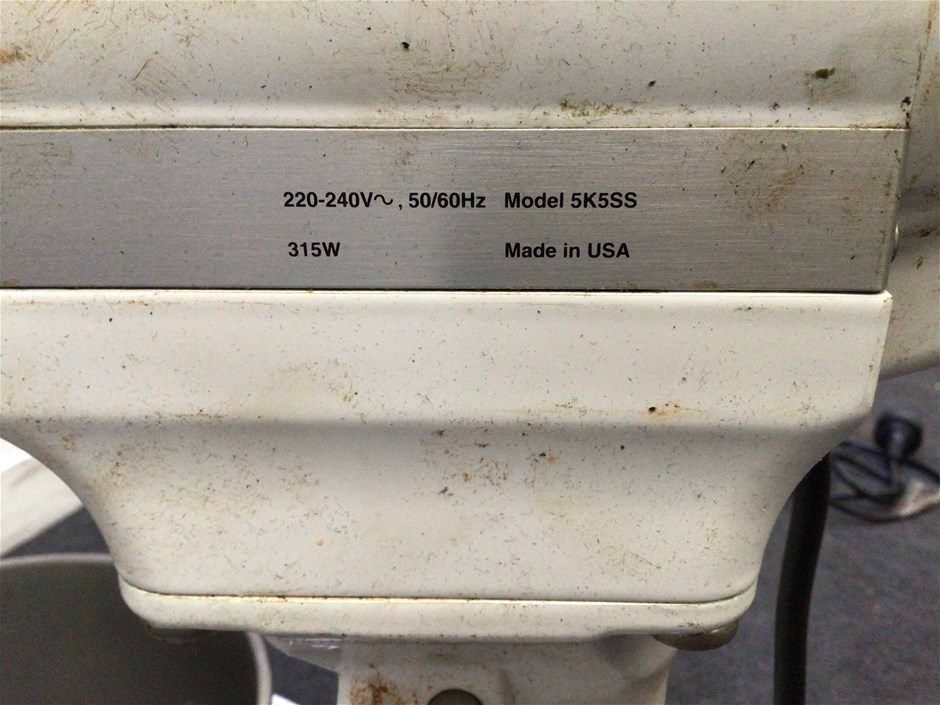 220-240V~, 50/60Hz Model 5K5SS
315W Made in USA